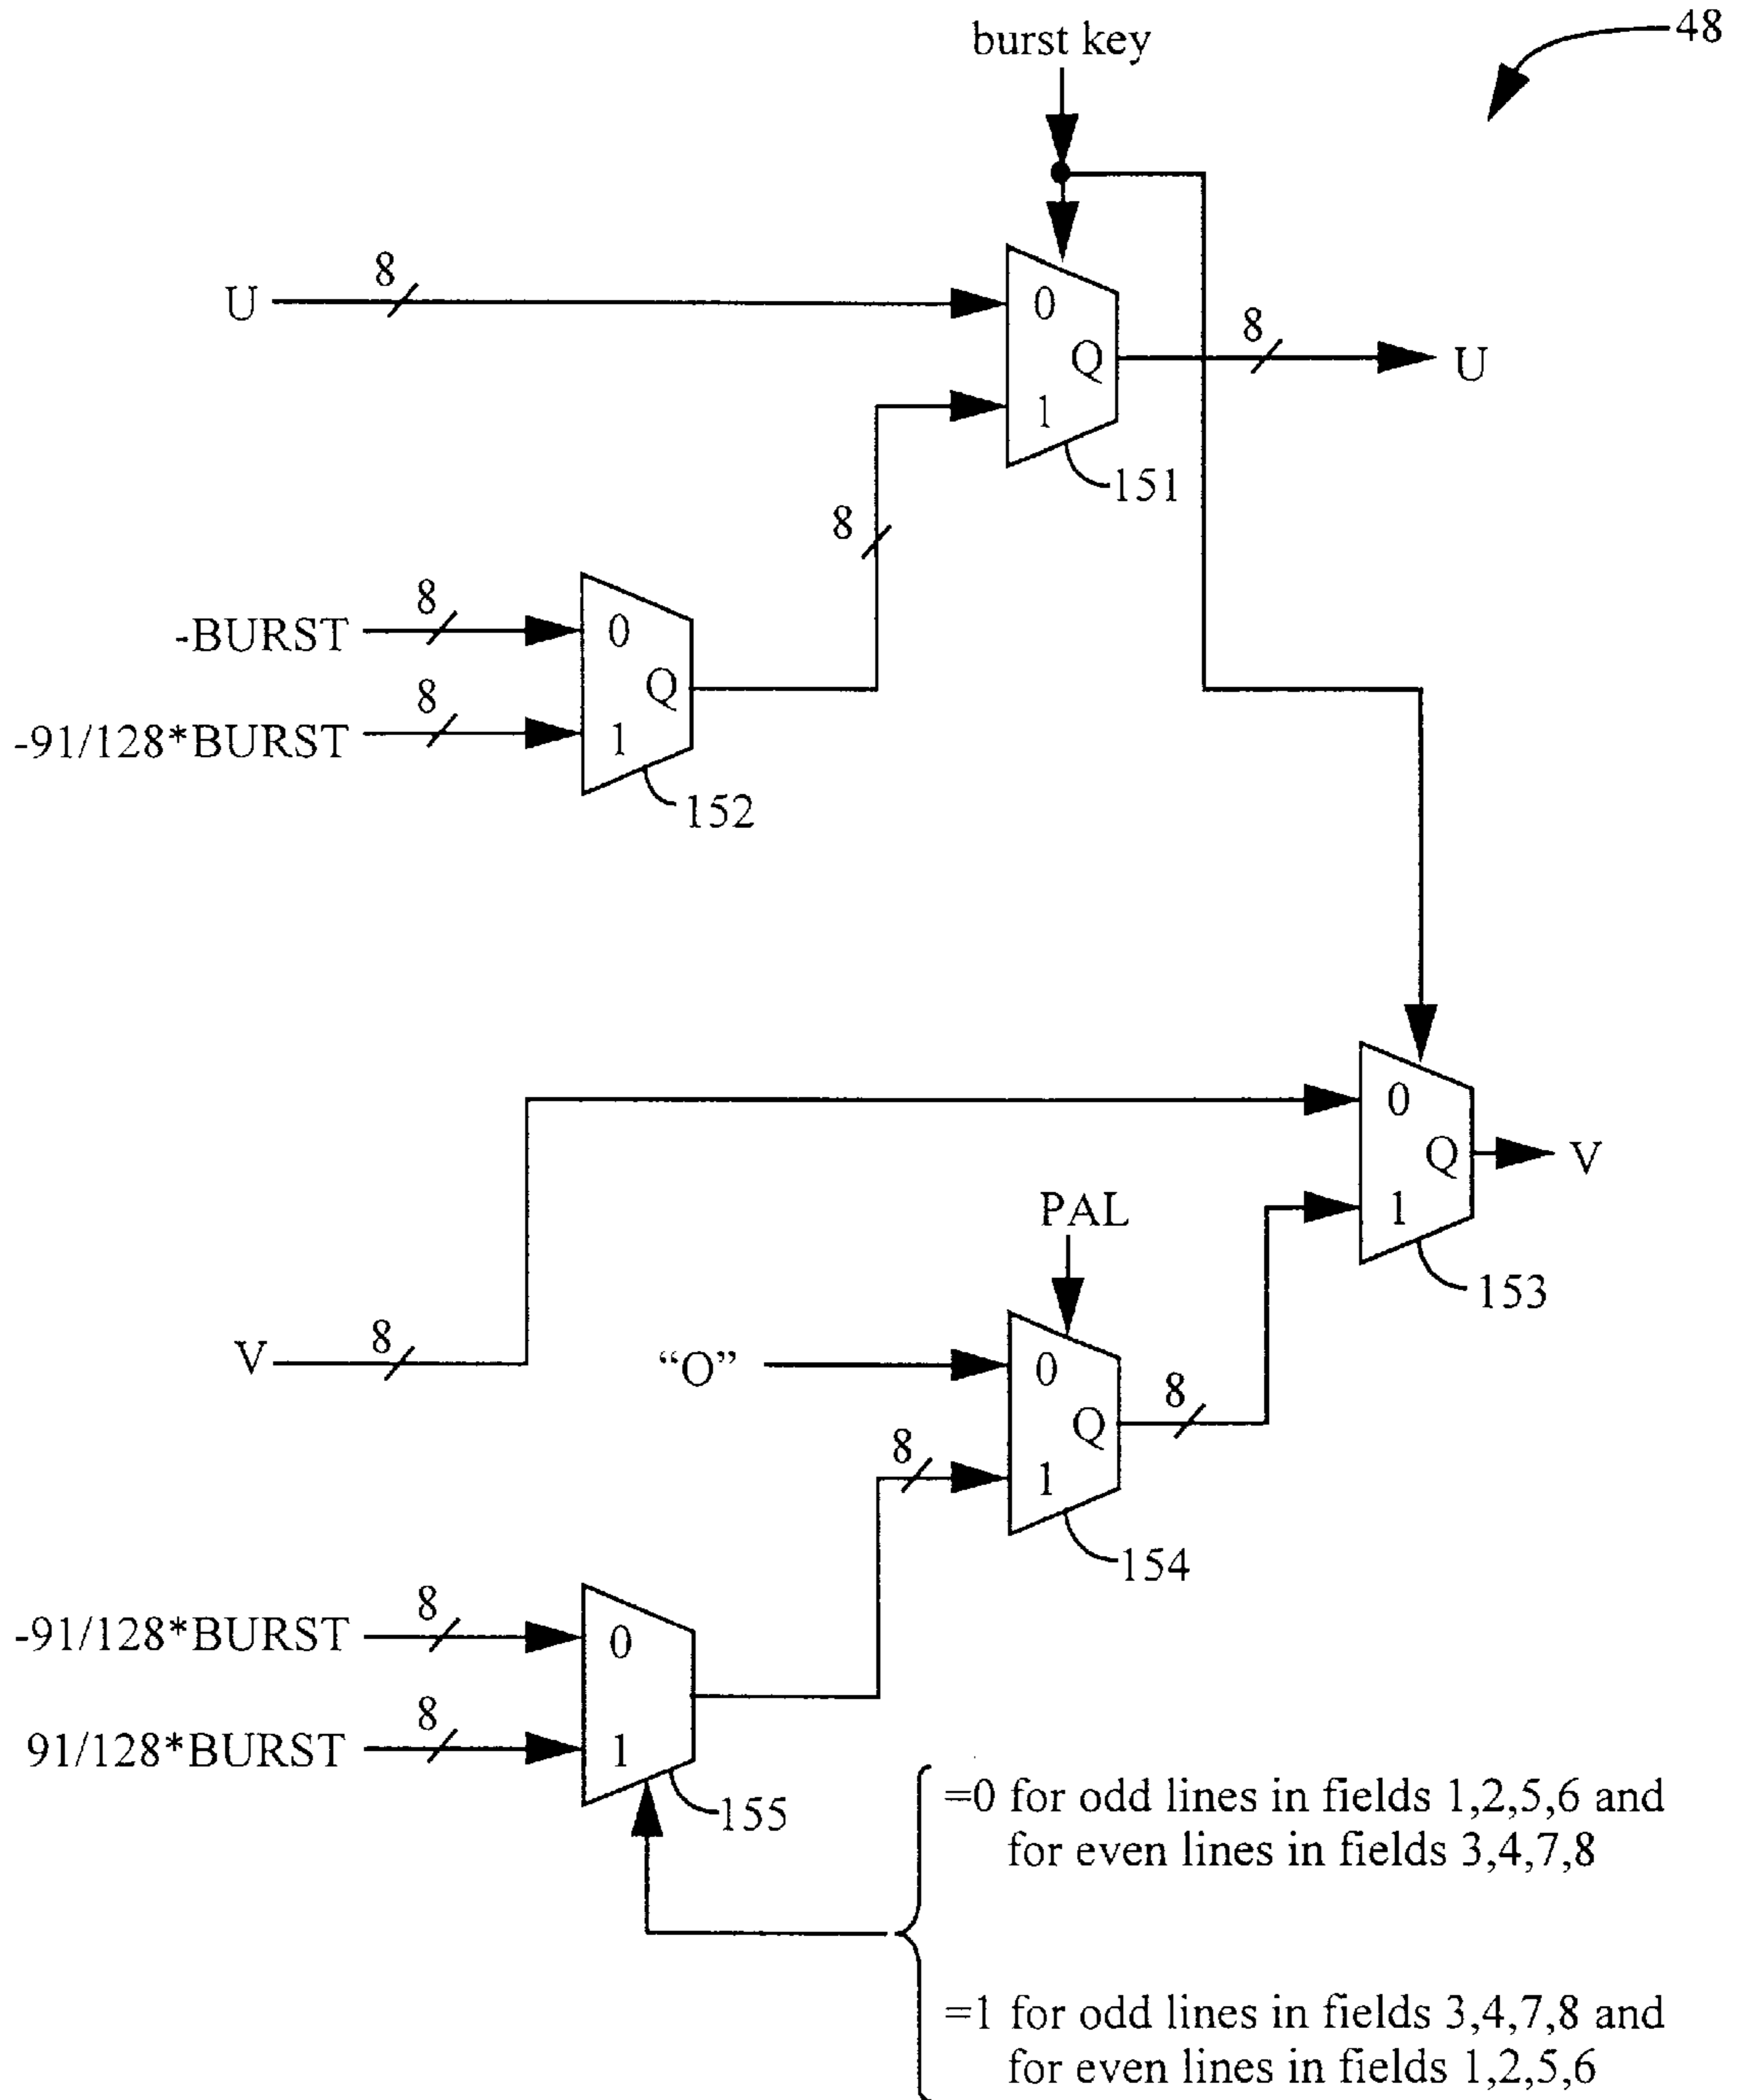 48
burst key
8
U
0
8
Q
U
1
151
8
8
-BURST
0
Q
8
-91/128*BURST
1
152
0
Q
V
PAL
1
153
8
V
“O”
0
8
Q
8
1
154
8
-91/128*BURST
0
8
91/128*BURST
1
155
=0 for odd lines in fields 1,2,5,6 and
for even lines in fields 3,4,7,8
=1 for odd lines in fields 3,4,7,8 and
for even lines in fields 1,2,5,6